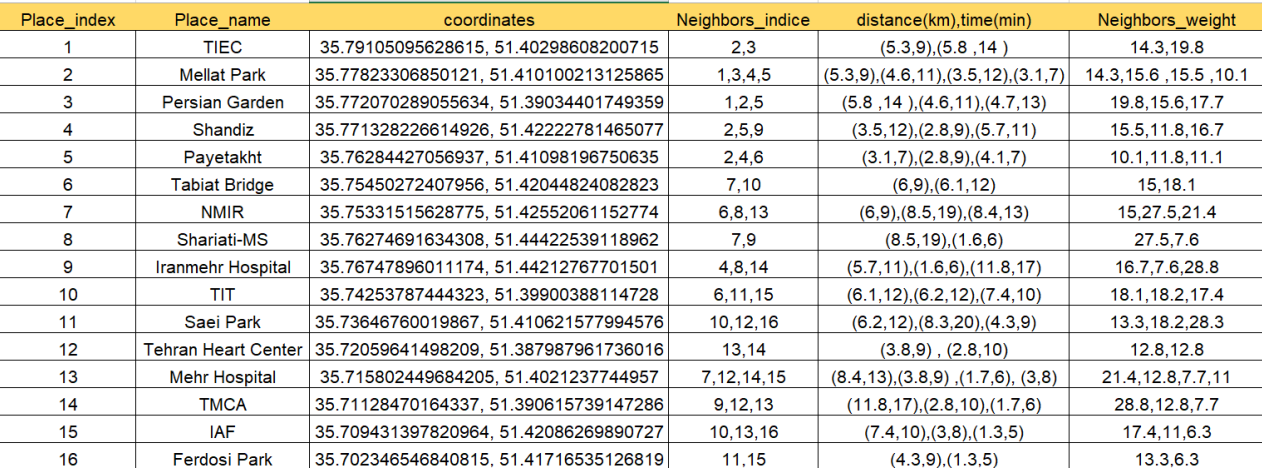 Place_index Place_name coordinates Neighbors_indice distance(km),time(min) Neighbors_weight
1 TIEC 35.79105095628615, 51.40298608200715 2,3 (5.3,9),(5.8 ,14 ) 14.3,19.8
2 Mellat Park 35.77823306850121, 51.410100213125865 1,3,4,5 (5.3,9),(4.6,11),(3.5,12),(3.1,7) 14.3,15.6 ,15.5 ,10.1
3 Persian Garden 35.772070289055634, 51.39034401749359 1,2,5 (5.8 ,14 ),(4.6,11),(4.7,13) 19.8,15.6,17.7
4 Shandiz 35.771328226614926, 51.42222781465077 2,5,9 (3.5,12),(2.8,9),(5.7,11) 15.5,11.8,16.7
5 Payetakht 35.76284427056937, 51.41098196750635 2,4,6 (3.1,7),(2.8,9),(4.1,7) 10.1,11.8,11.1
6 Tabiat Bridge 35.75450272407956, 51.42044824082823 7,10 (6,9),(6.1,12) 15,18.1
7 NMIR 35.75331515628775, 51.42552061152774 6,8,13 (6,9),(8.5,19),(8.4,13) 15,27.5,21.4
8 Shariati-MS 35.76274691634308, 51.44422539118962 7,9 (8.5,19),(1.6,6) 27.5,7.6
9 Iranmehr Hospital 35.76747896011174, 51.44212767701501 4,8,14 (5.7,11),(1.6,6),(11.8,17) 16.7,7.6,28.8
10 TIT 35.74253787444323, 51.39900388114728 6,11,15 (6.1,12),(6.2,12),(7.4,10) 18.1,18.2,17.4
11 Saei Park 35.73646760019867, 51.410621577994576 10,12,16 (6.2,12),(8.3,20),(4.3,9) 13.3,18.2,28.3
12 Tehran Heart Center 35.72059641498209, 51.387987961736016 13,14 (3.8,9) , (2.8,10) 12.8,12.8
13 Mehr Hospital 35.715802449684205, 51.4021237744957 7,12,14,15 (8.4,13),(3.8,9) ,(1.7,6), (3,8) 21.4,12.8,7.7,11
14 TMCA 35.71128470164337, 51.390615739147286 9,12,13 (11.8,17),(2.8,10),(1.7,6) 28.8,12.8,7.7
15 IAF 35.709431397820964, 51.42086269890727 10,13,16 (7.4,10),(3,8),(1.3,5) 17.4,11,6.3
16 Ferdosi Park 35.702346546840815, 51.41716535126819 11,15 (4.3,9),(1.3,5) 13.3,6.3